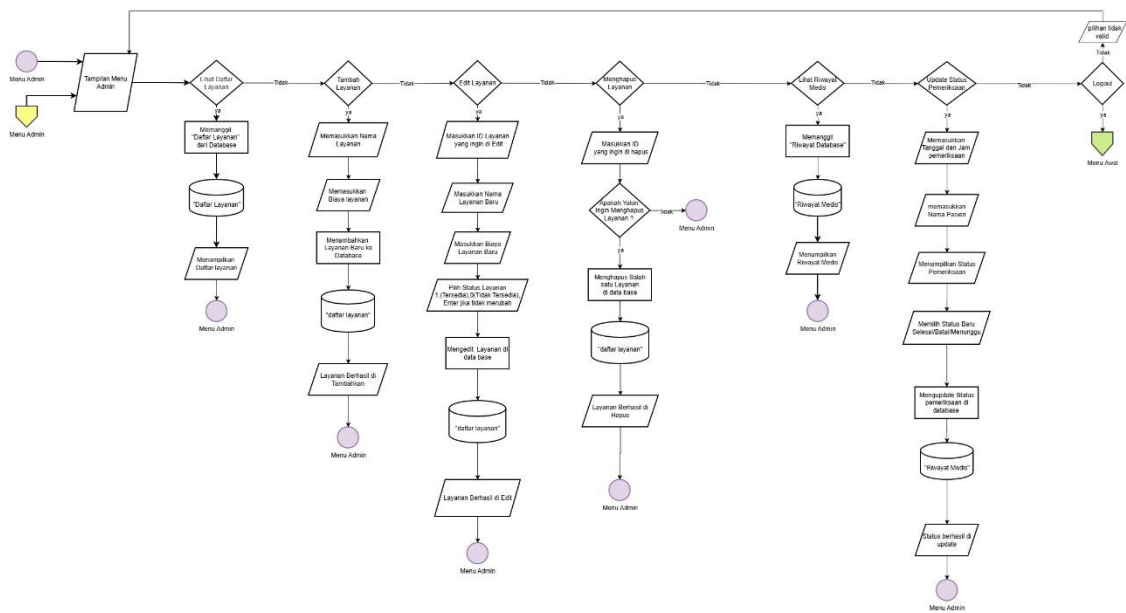 pilihan tidak
valid
Tidak
Menu Admin
Tampilan Menu
Admin
Menu Admin
Lihat Daftar
Layanan
Tidak
ya
Memanggil
"Daftar Layanan"
dari Database
"Daftar Layanan"
Menampilkan
Daftar layanan
Menu Admin
Tambah
Layanan
Tidak
ya
Memasukkan Nama
Layanan
Memasukkan
Biaya layanan
Menambahkan
Layanan Baru ke
Database
"daftar layanan"
Layanan Berhasil di
Tambahkan
Menu Admin
Edit Layanan
Tidak
ya
Masukkan ID Layanan
yang ingin di Edit
Masukkan Nama
Layanan Baru
Masukkan Biaya
Layanan Baru
Pilih Status Layanan
1,(Tersedia),0(Tidak Tersedia),
Enter jika tidak merubah
Mengedit Layanan di
data base
"daftar layanan"
Layanan Berhasil di Edit
Menu Admin
Menghapus
Layanan
Tidak
ya
Masukkan ID
yang ingin di hapus
Apakah Yakin
Ingin Menghapus
Layanan ?
Tidak
Menu Admin
ya
Menghapus Salah
satu Layanan
di data base
"daftar layanan"
Layanan Berhasil di
Hapus
Menu Admin
Lihat Riwayat
Medis
Tidak
ya
Memanggil
"Riwayat Database"
"Riwayat Medis"
Menampilkan
Riwayat Medis
Menu Admin
Update Status
Pemeriksaan
Tidak
ya
Memasukkan
Tanggal dan Jam
pemeriksaan
memasukkan
Nama Pasien
Menampilkan Status
Pemeriksaan
Memilih Status Baru
Selesai/Batal/Menunggu
Mengupdate Status
pemeriksaan di
database
"Riwayat Medis"
Status berhasil di
update
Menu Admin
Logout
ya
Menu Awal